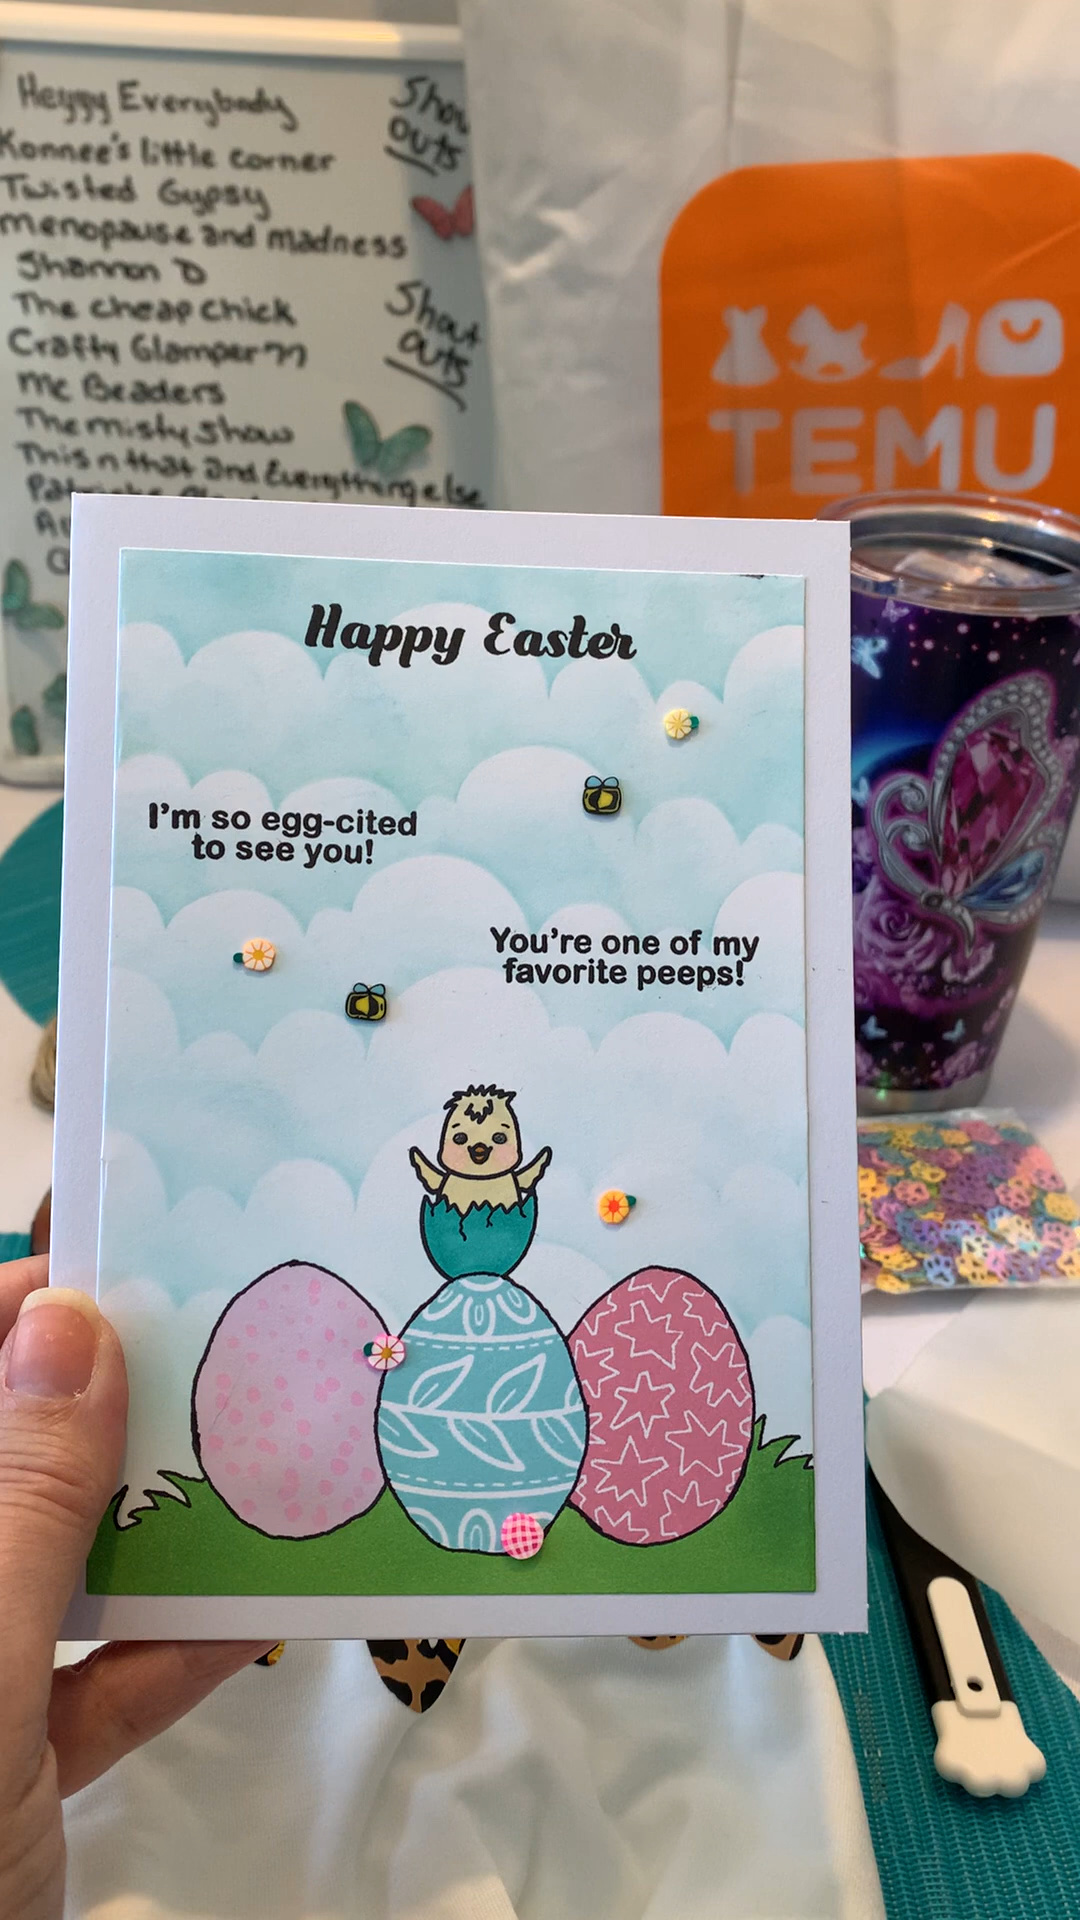 Heyyy Everybody
Konnee's little corner
Twisted Gypsy
menopause and madness
Shannon D
The cheap chick
Crafty Glamper
Mc Beaders
The misty show
This n that and Everything else
Shout
outs
Shout
outs
TEMU
Happy Easter
I'm so egg-cited
to see you!
You're one of my
favorite peeps!